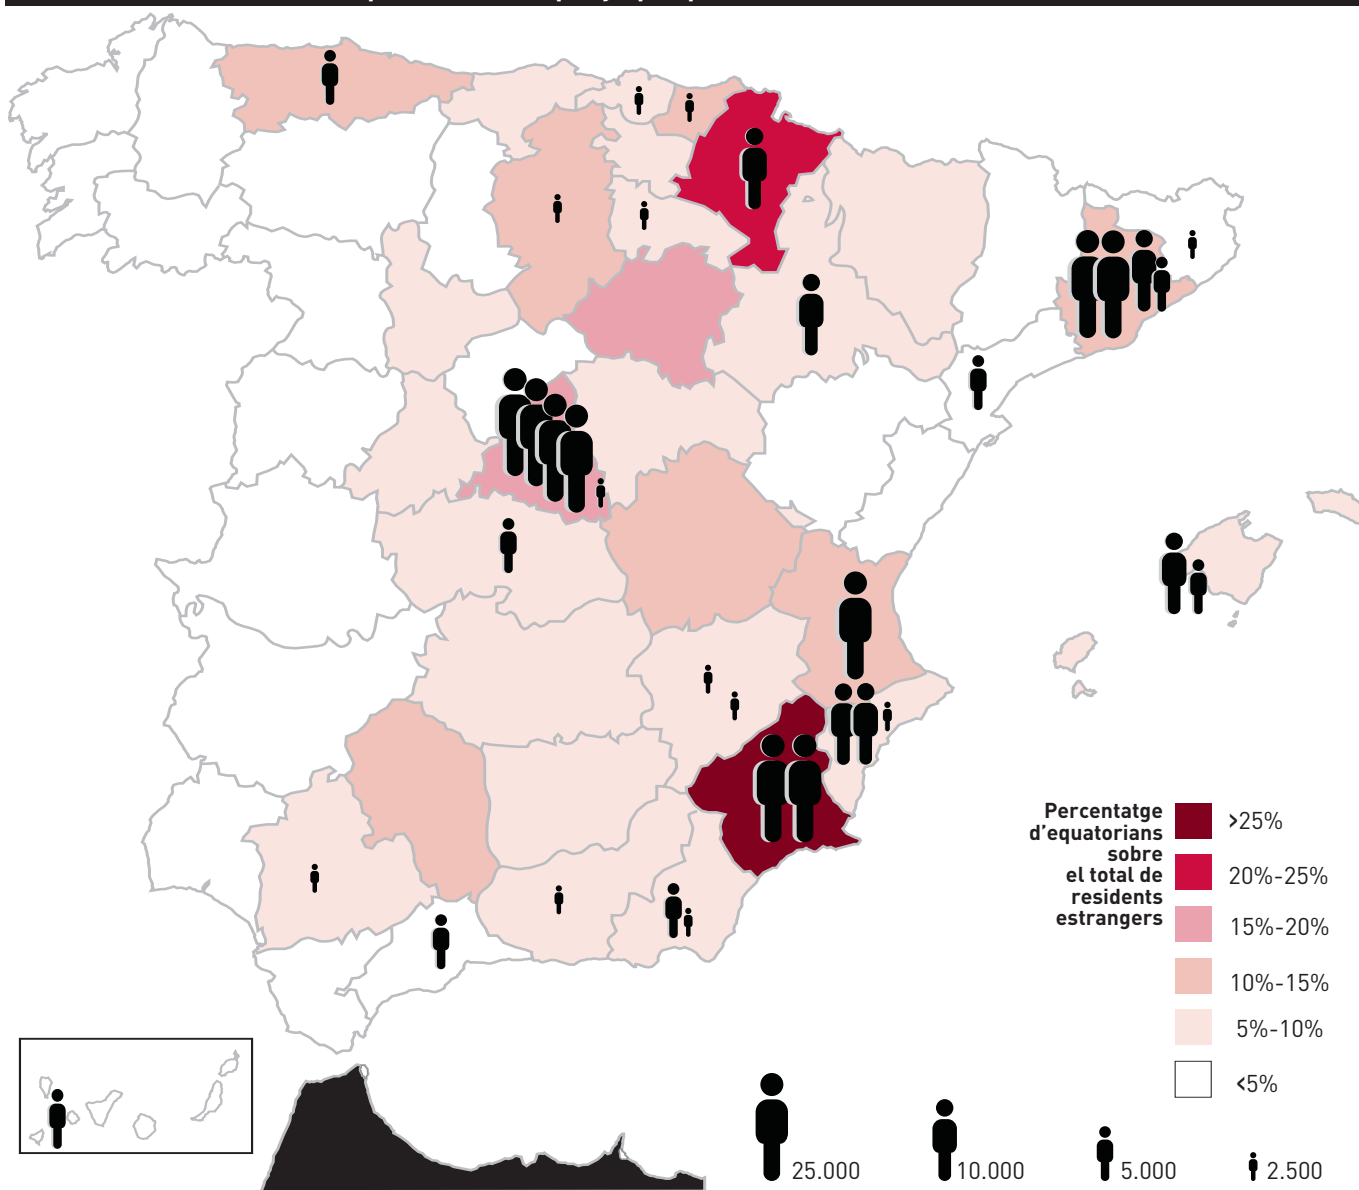 Percentatge
d'equatorians
sobre
el total de
residents
estrangers
>25%
20%-25%
15%-20%
10%-15%
5%-10%
<5%
25.000
10.000
5.000
2.500